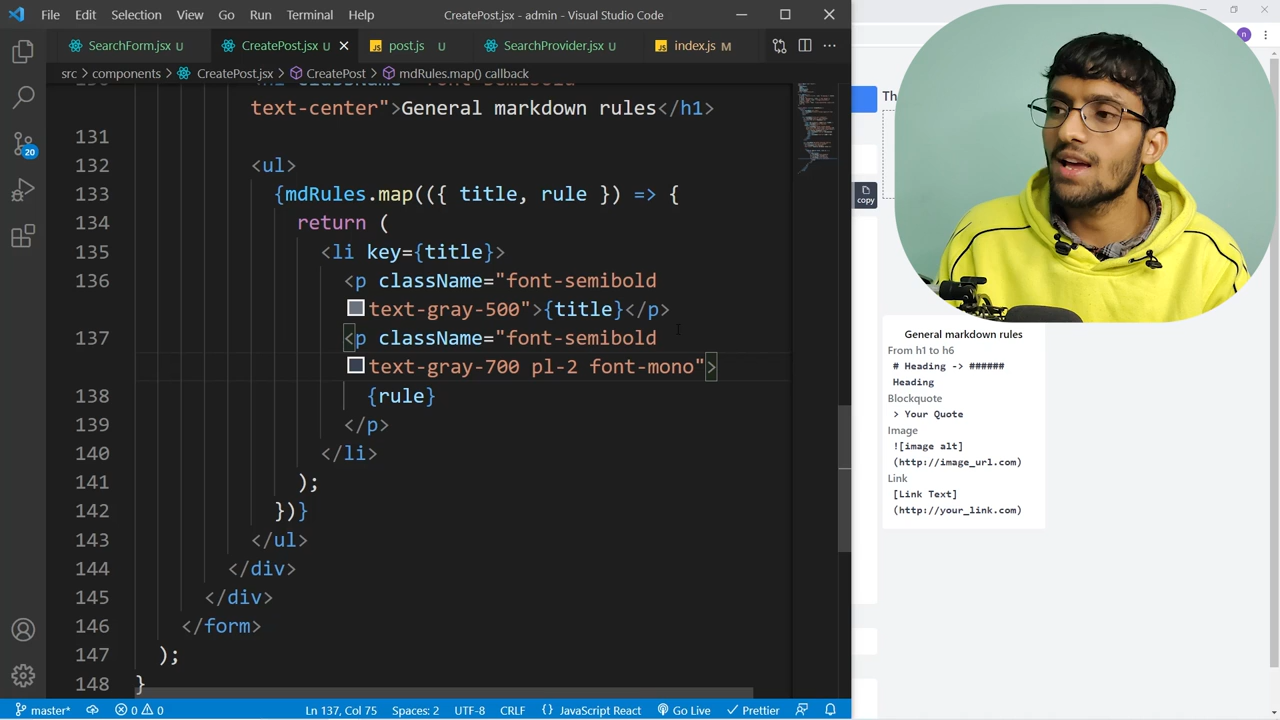 File Edit Selection View Go Run Terminal Help CreatePost.jsx - admin - Visual Studio Code
SearchForm.jsx U CreatePost.jsx U post.js U SearchProvider.jsx U index.js M
src > components > CreatePost.jsx > CreatePost > mdRules.map() callback
text-center">General markdown rules</h1>
131
132 <ul>
133 {mdRules.map(({ title, rule }) => {
134 return (
135 <li key={title}>
136 <p className="font-semibold
text-gray-500">{title}</p>
137 <p className="font-semibold
text-gray-700 pl-2 font-mono">
138 {rule}
139 </p>
140 </li>
141 );
142 })}
143 </ul>
144 </div>
145 </div>
146 </form>
147 );
148 }
20
master* 0 0 Ln 137, Col 75 Spaces: 2 UTF-8 CRLF {} JavaScript React Go Live Prettier
n
Th
copy
General markdown rules
From h1 to h6
# Heading -> ######
Heading
Blockquote
> Your Quote
Image
![image alt]
(http://image_url.com)
Link
[Link Text]
(http://your_link.com)